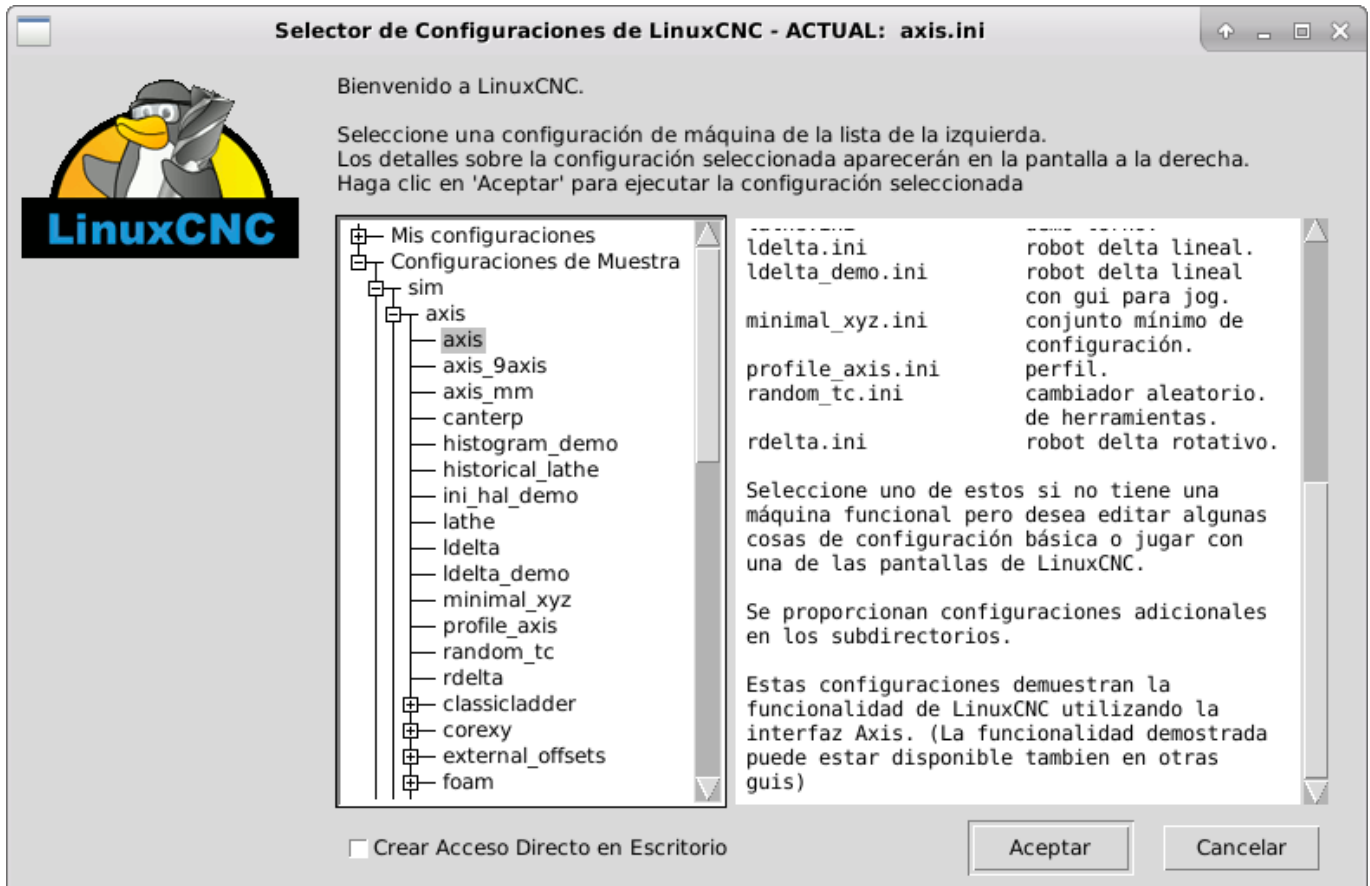 Selector de Configuraciones de LinuxCNC - ACTUAL: axis.ini
LinuxCNC
Bienvenido a LinuxCNC.
Seleccione una configuración de máquina de la lista de la izquierda.
Los detalles sobre la configuración seleccionada aparecerán en la pantalla a la derecha.
Haga clic en 'Aceptar' para ejecutar la configuración seleccionada
Mis configuraciones
Configuraciones de Muestra
sim
axis
axis
axis_9axis
axis_mm
canterp
histogram_demo
historical_lathe
ini_hal_demo
lathe
ldelta
ldelta_demo
minimal_xyz
profile_axis
random_tc
rdelta
classicladder
corexy
external_offsets
foam
ldelta.ini robot delta lineal.
ldelta_demo.ini robot delta lineal
con gui para jog.
minimal_xyz.ini conjunto mínimo de
configuración.
profile_axis.ini perfil.
random_tc.ini cambiador aleatorio.
de herramientas.
rdelta.ini robot delta rotativo.
Seleccione uno de estos si no tiene una
máquina funcional pero desea editar algunas
cosas de configuración básica o jugar con
una de las pantallas de LinuxCNC.
Se proporcionan configuraciones adicionales
en los subdirectorios.
Estas configuraciones demuestran la
funcionalidad de LinuxCNC utilizando la
interfaz Axis. (La funcionalidad demostrada
puede estar disponible tambien en otras
guis)
Crear Acceso Directo en Escritorio
Aceptar
Cancelar